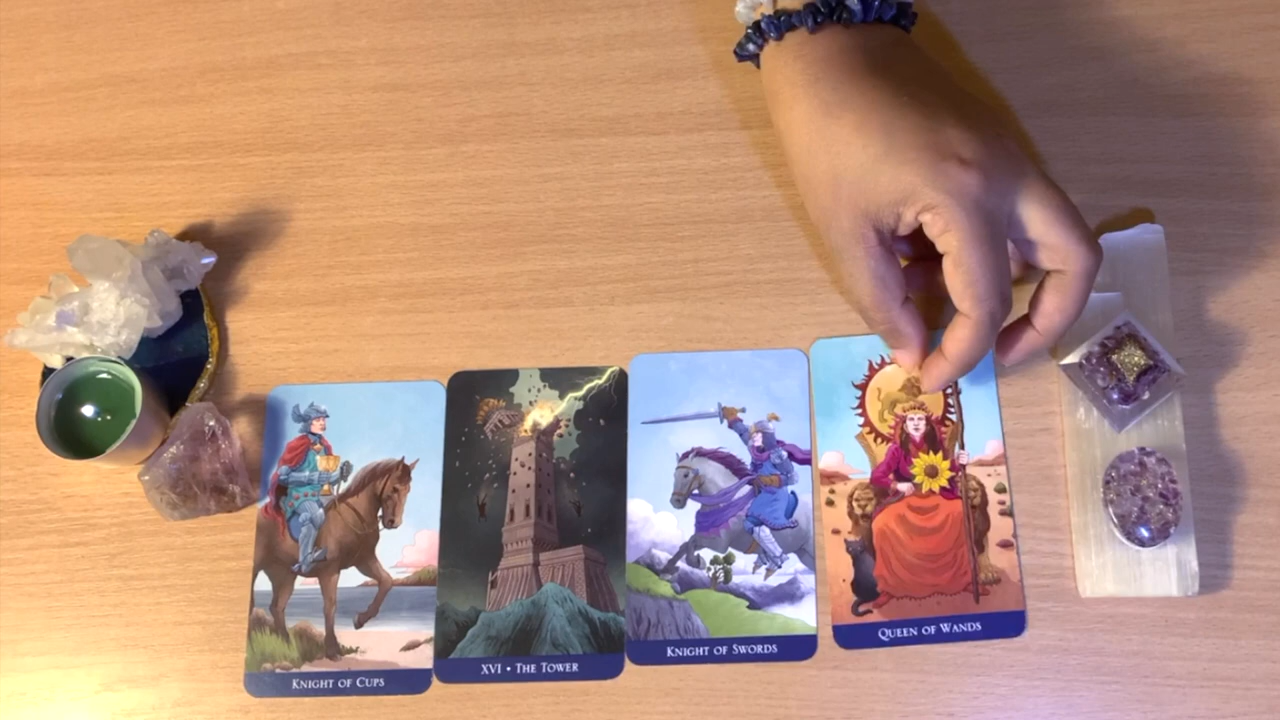 Knight of Cups
XVI • The Tower
Knight of Swords
Queen of Wands